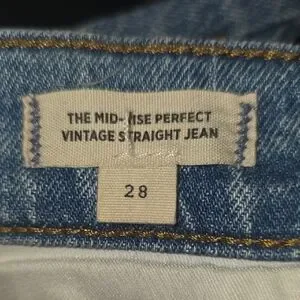 THE MID-RISE PERFECT
VINTAGE STRAIGHT JEAN
28